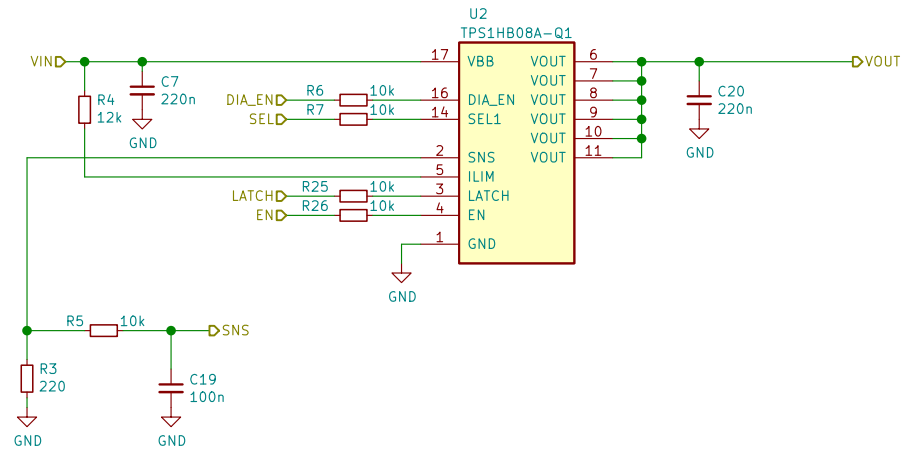 U2
TPS1HB08A-Q1
VIN
17
VBB
VOUT
6
VOUT
C7
220n
VOUT
7
R4
12k
DIA_EN
R6
10k
16
DIA_EN
VOUT
8
C20
220n
SEL
R7
10k
14
SEL1
VOUT
9
GND
VOUT
10
GND
2
SNS
VOUT
11
5
ILIM
LATCH
R25
10k
3
LATCH
EN
R26
10k
4
EN
1
GND
GND
R5
10k
SNS
R3
220
C19
100n
GND
GND